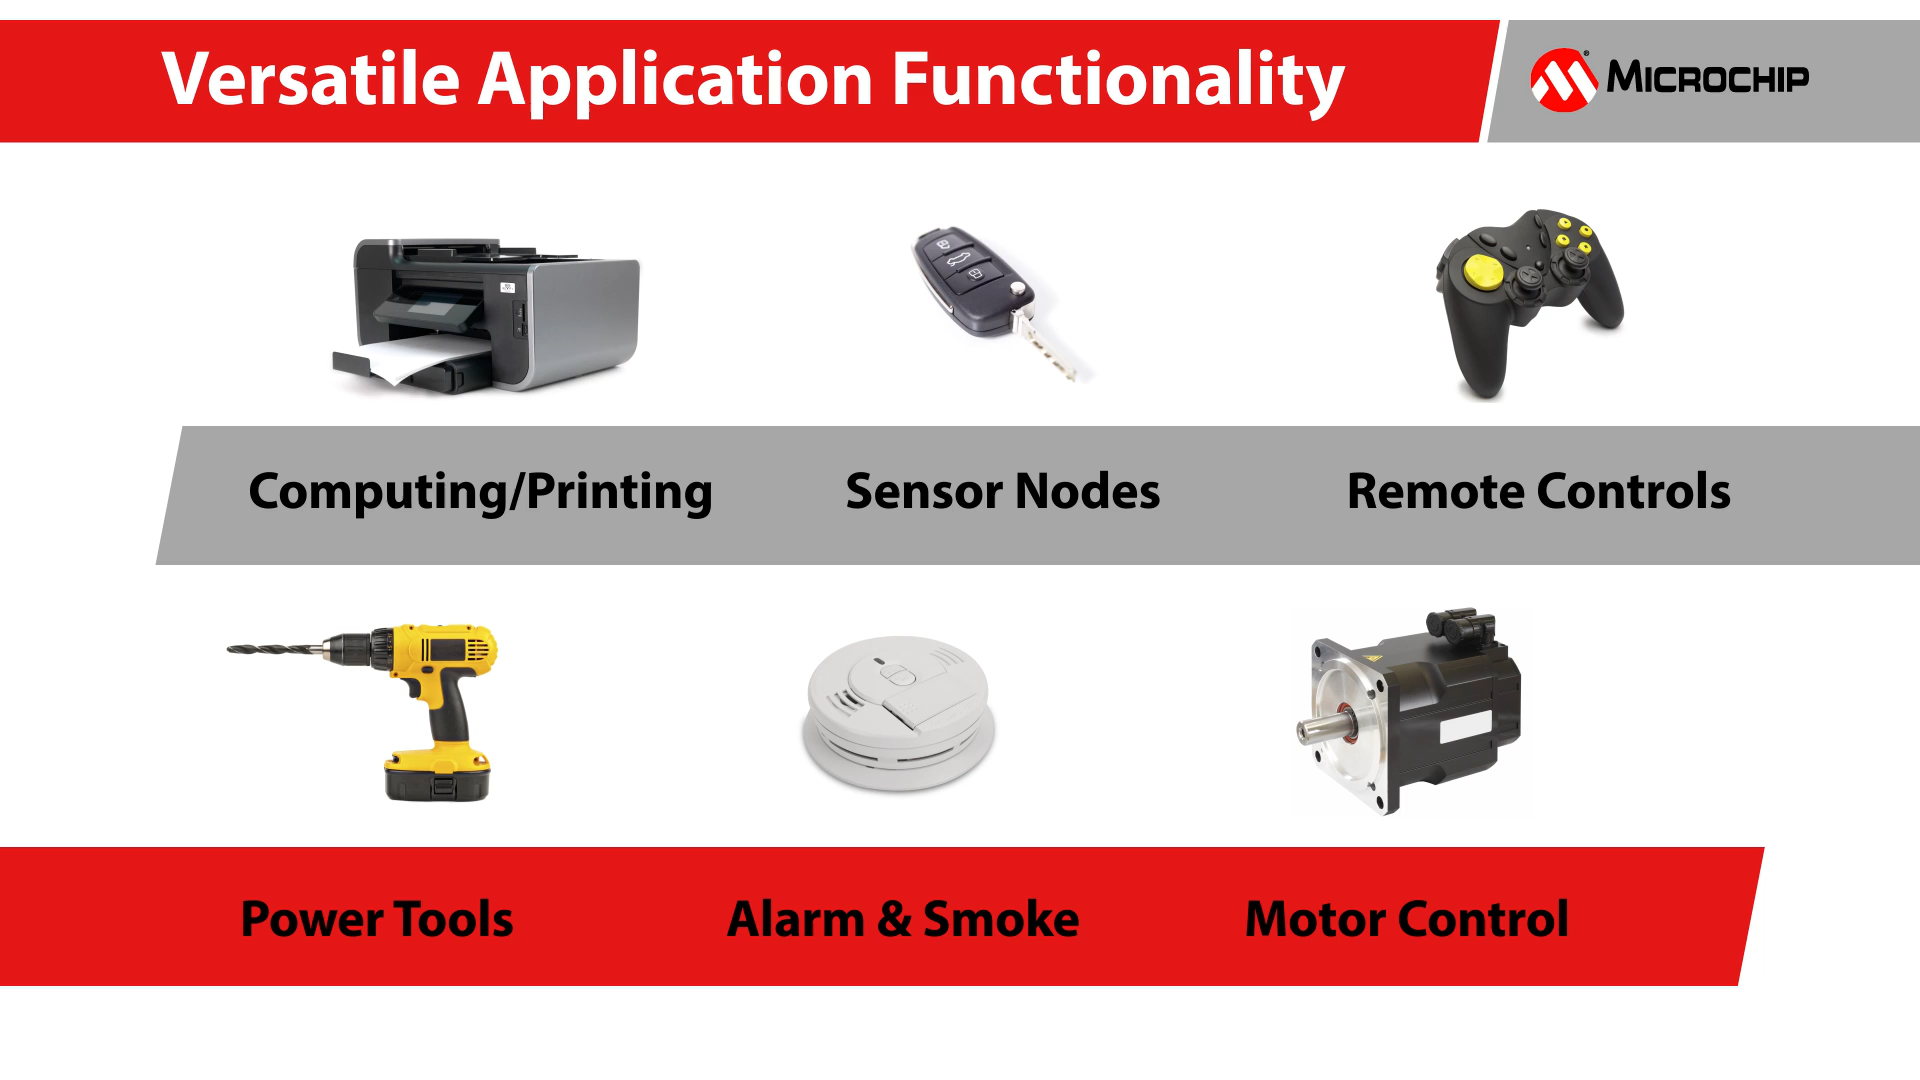 Versatile Application Functionality
MICROCHIP
Computing/Printing
Sensor Nodes
Remote Controls
Power Tools
Alarm & Smoke
Motor Control